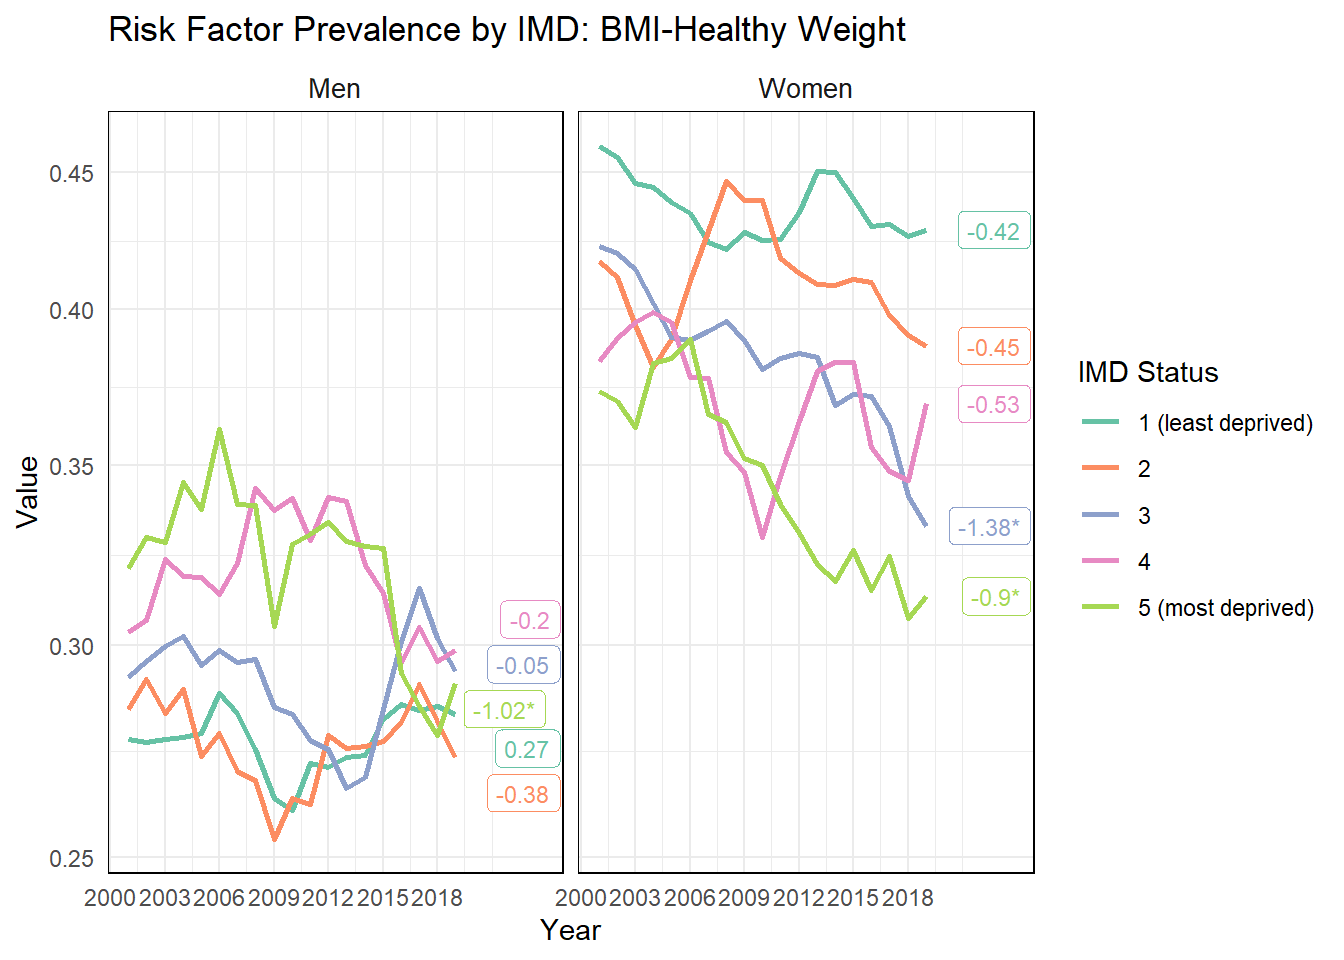 Risk Factor Prevalence by IMD: BMI-Healthy Weight
Men
Women
0.45
0.40
0.35
0.30
0.25
Value
-0.2
-0.05
-1.02*
0.27
-0.38
-0.42
-0.45
-0.53
-1.38*
-0.9*
2000 2003 2006 2009 2012 2015 2018
2000 2003 2006 2009 2012 2015 2018
Year
IMD Status
1 (least deprived)
2
3
4
5 (most deprived)